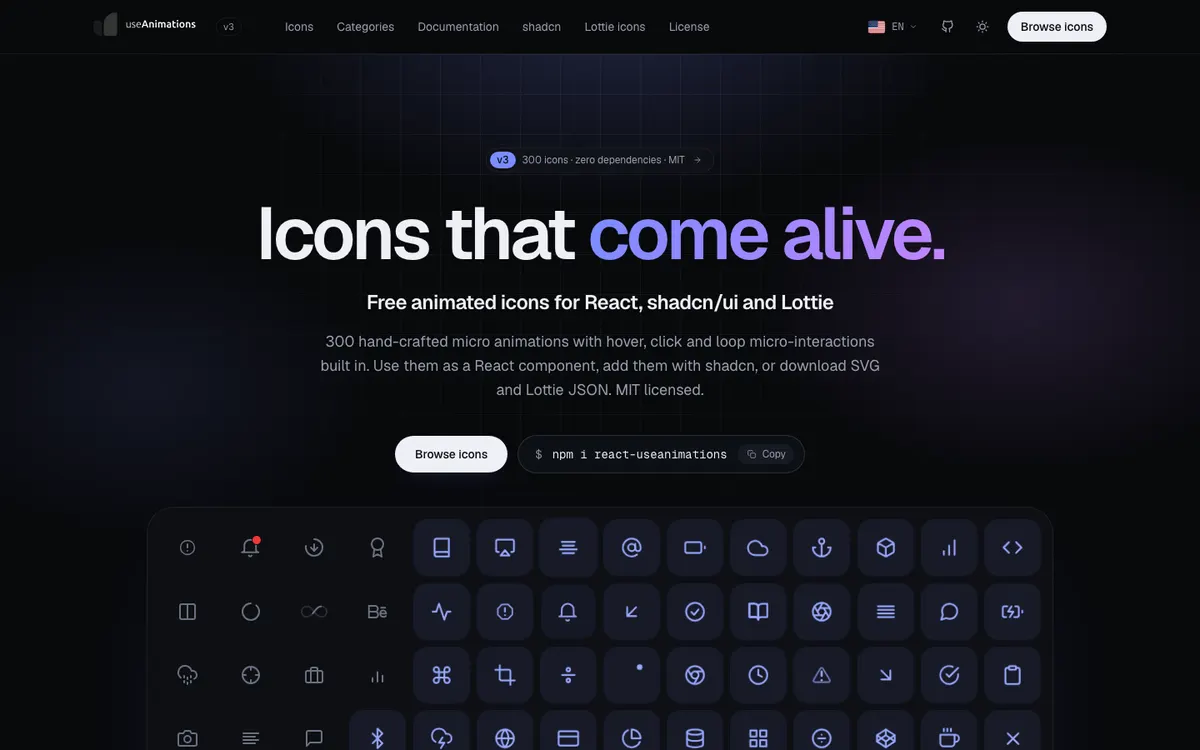 useAnimations v3 Icons Categories Documentation shadcn Lottie icons License EN Browse icons
v3 300 icons · zero dependencies · MIT →
Icons that come alive.
Free animated icons for React, shadcn/ui and Lottie
300 hand-crafted micro animations with hover, click and loop micro-interactions
built in. Use them as a React component, add them with shadcn, or download SVG
and Lottie JSON. MIT licensed.
Browse icons $ npm i react-useanimations Copy
Bē